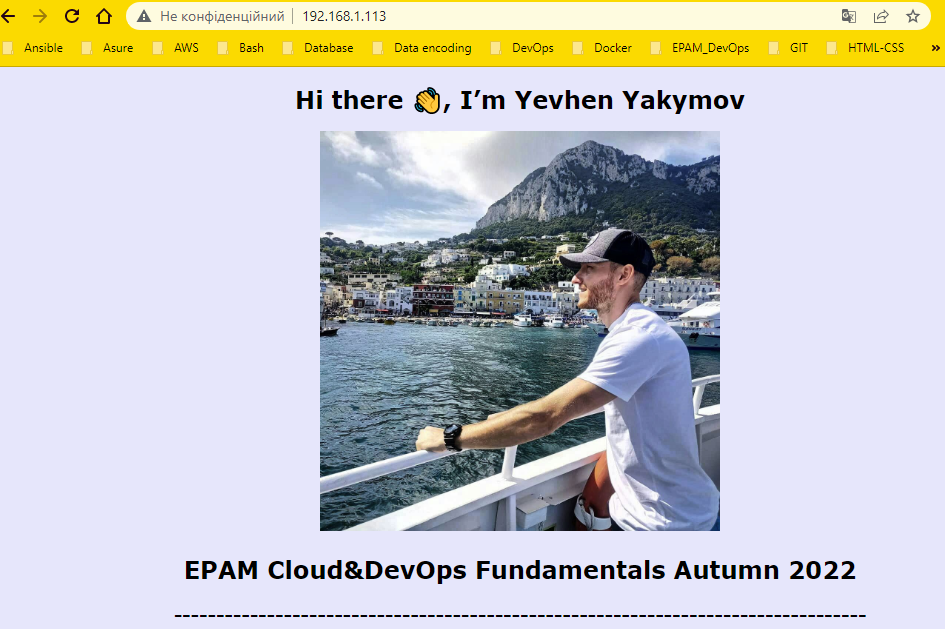 Не конфіденційний | 192.168.1.113
Ansible Asure AWS Bash Database Data encoding DevOps Docker EPAM_DevOps GIT HTML-CSS »
Hi there 👋, I’m Yevhen Yakymov
EPAM Cloud&DevOps Fundamentals Autumn 2022
--------------------------------------------------------------------------------